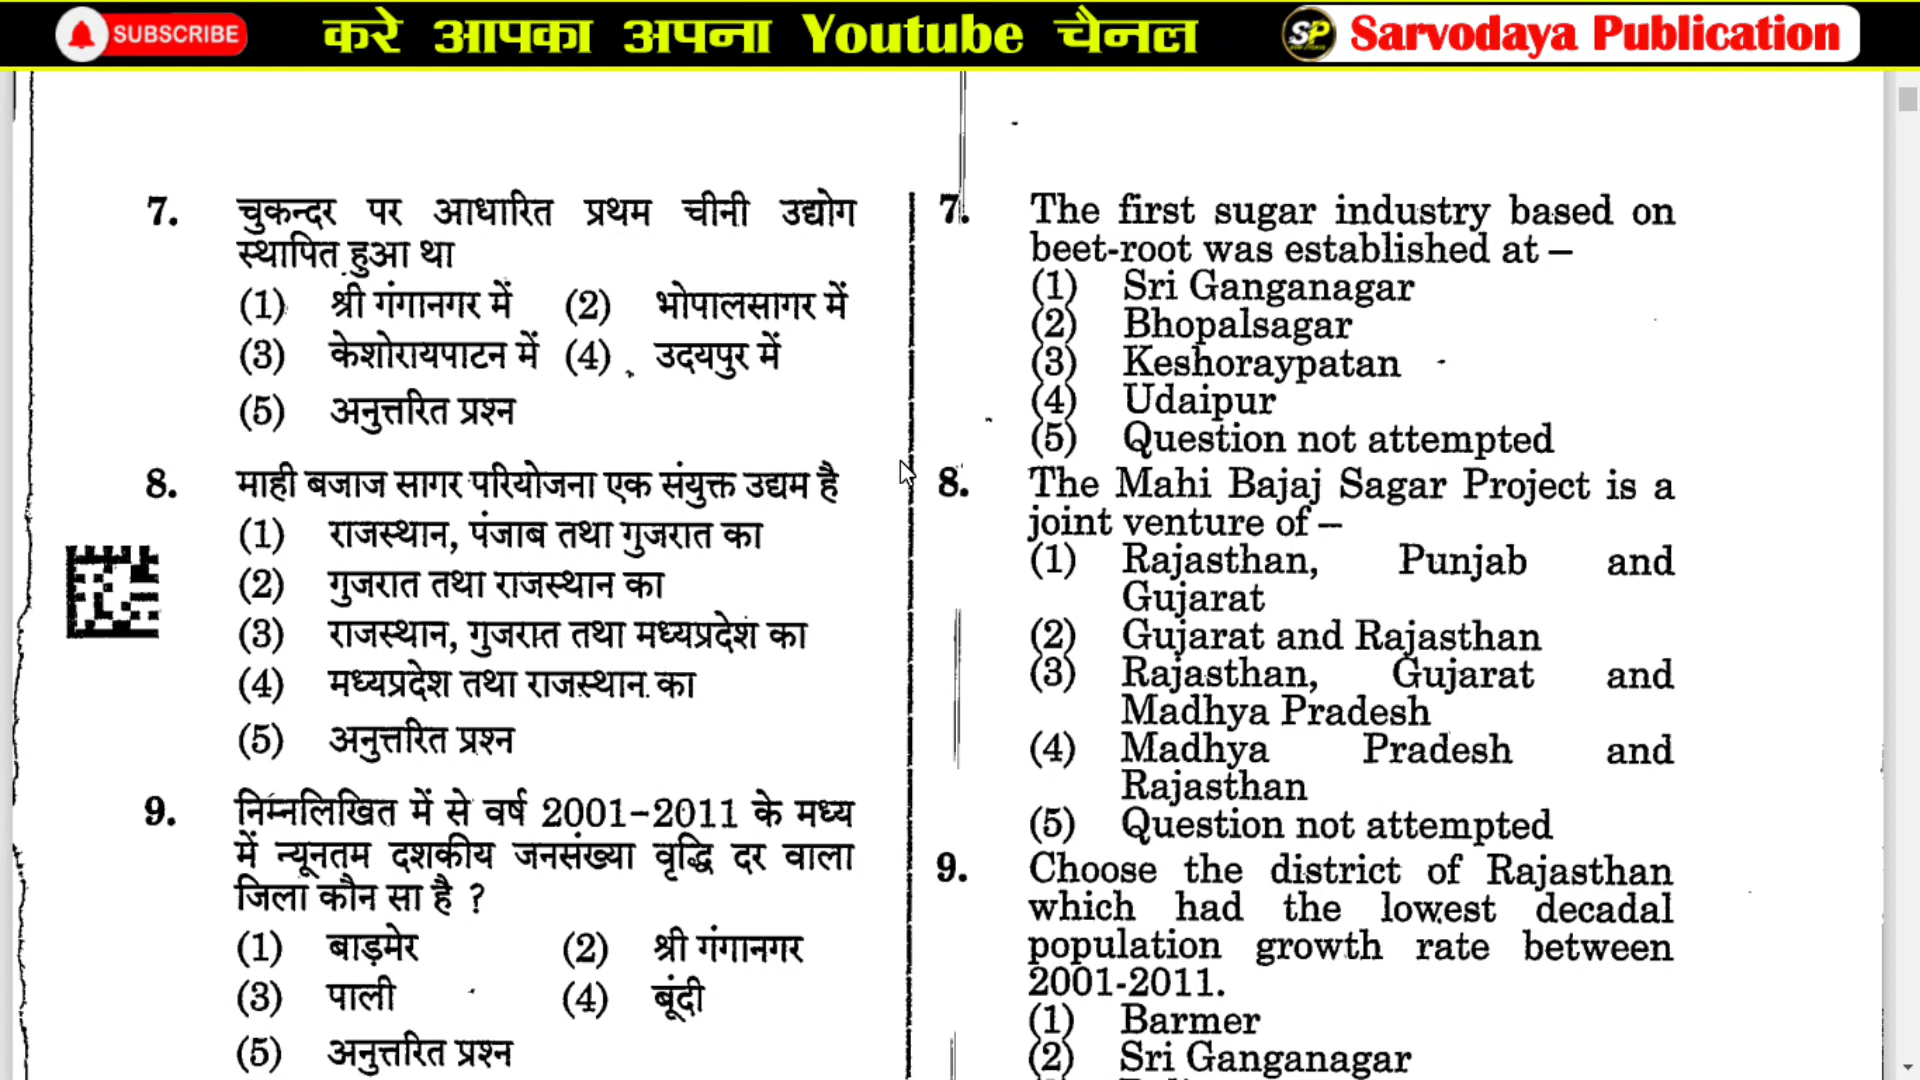 SUBSCRIBE करे आपका अपना Youtube चैनल SP Sarvodaya Publication
7. चुकन्दर पर आधारित प्रथम चीनी उद्योग
स्थापित हुआ था
(1) श्री गंगानगर में (2) भोपालसागर में
(3) केशोरायपाटन में (4) उदयपुर में
(5) अनुत्तरित प्रश्न
8. माही बजाज सागर परियोजना एक संयुक्त उद्यम है
(1) राजस्थान, पंजाब तथा गुजरात का
(2) गुजरात तथा राजस्थान का
(3) राजस्थान, गुजरात तथा मध्यप्रदेश का
(4) मध्यप्रदेश तथा राजस्थान का
(5) अनुत्तरित प्रश्न
9. निम्नलिखित में से वर्ष 2001-2011 के मध्य
में न्यूनतम दशकीय जनसंख्या वृद्धि दर वाला
जिला कौन सा है ?
(1) बाड़मेर (2) श्री गंगानगर
(3) पाली (4) बूंदी
(5) अनुत्तरित प्रश्न
7. The first sugar industry based on
beet-root was established at –
(1) Sri Ganganagar
(2) Bhopalsagar
(3) Keshoraypatan
(4) Udaipur
(5) Question not attempted
8. The Mahi Bajaj Sagar Project is a
joint venture of –
(1) Rajasthan, Punjab and
Gujarat
(2) Gujarat and Rajasthan
(3) Rajasthan, Gujarat and
Madhya Pradesh
(4) Madhya Pradesh and
Rajasthan
(5) Question not attempted
9. Choose the district of Rajasthan
which had the lowest decadal
population growth rate between
2001-2011.
(1) Barmer
(2) Sri Ganganagar